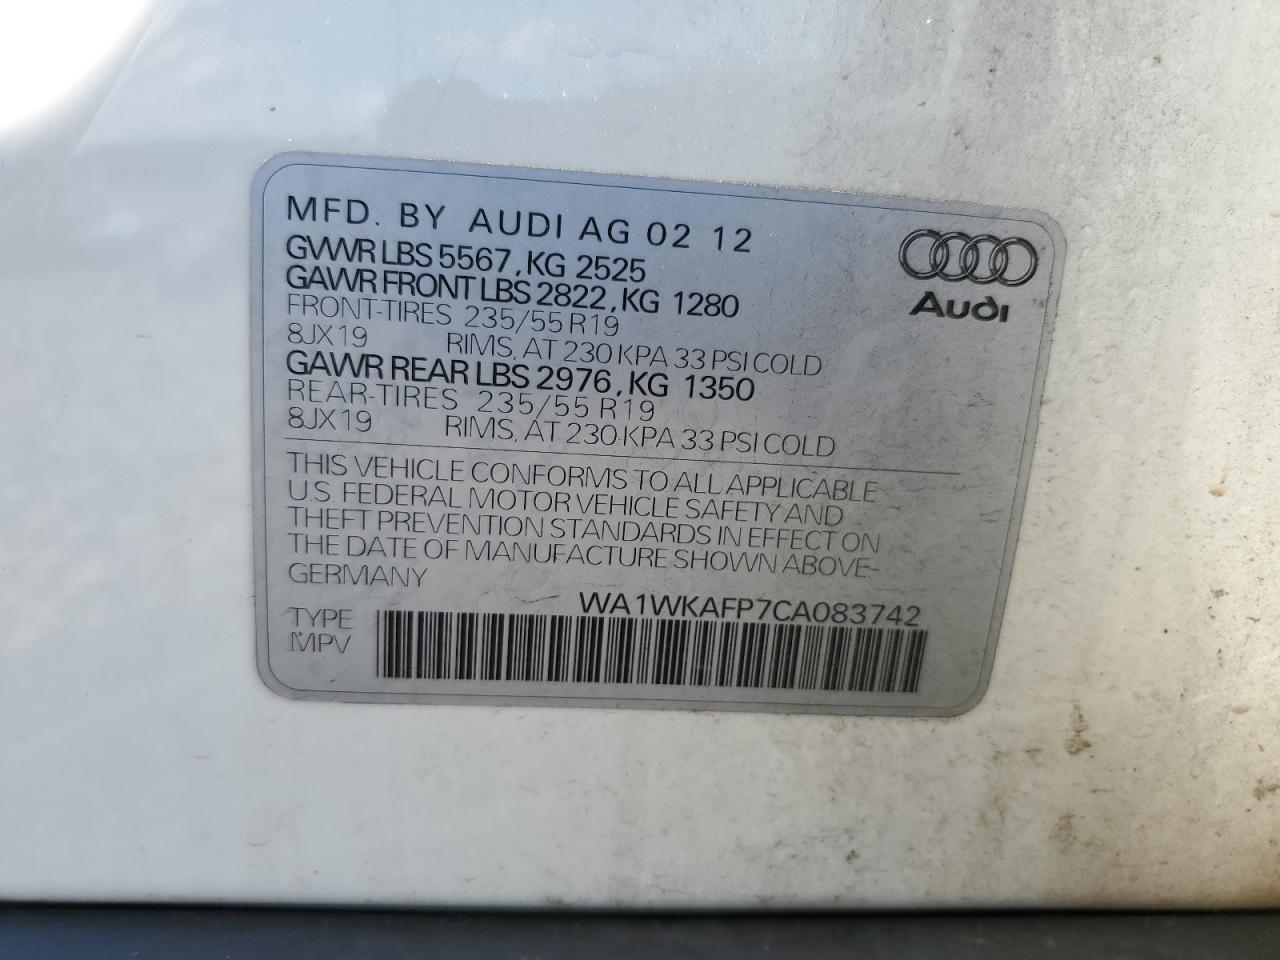 MFD. BY AUDI AG 02 12
GVWR LBS 5567, KG 2525
GAWR FRONT LBS 2822, KG 1280
FRONT-TIRES 235/55 R19
8JX19 RIMS, AT 230 KPA 33 PSI COLD
GAWR REAR LBS 2976, KG 1350
REAR-TIRES 235/55 R19
8JX19 RIMS, AT 230 KPA 33 PSI COLD
Audi
THIS VEHICLE CONFORMS TO ALL APPLICABLE
U.S. FEDERAL MOTOR VEHICLE SAFETY AND
THEFT PREVENTION STANDARDS IN EFFECT ON
THE DATE OF MANUFACTURE SHOWN ABOVE-
GERMANY
WA1WKAFP7CA083742
TYPE
MPV